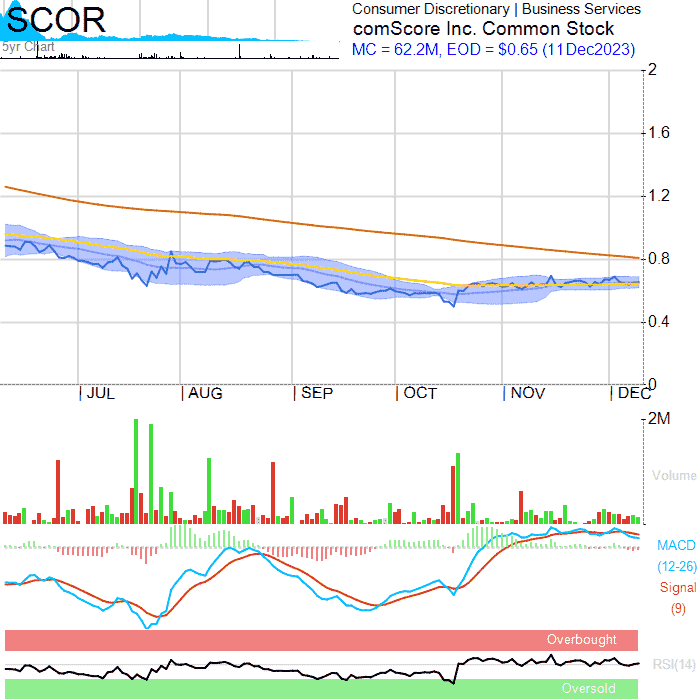 SCOR
5yr Chart
Consumer Discretionary | Business Services
comScore Inc. Common Stock
MC = 62.2M, EOD = $0.65 (11Dec2023)
2
1.6
1.2
0.8
0.4
0
| JUL | AUG | SEP | OCT | NOV | DEC
2M
Volume
MACD
(12-26)
Signal
(9)
Overbought
RSI(14)
Oversold